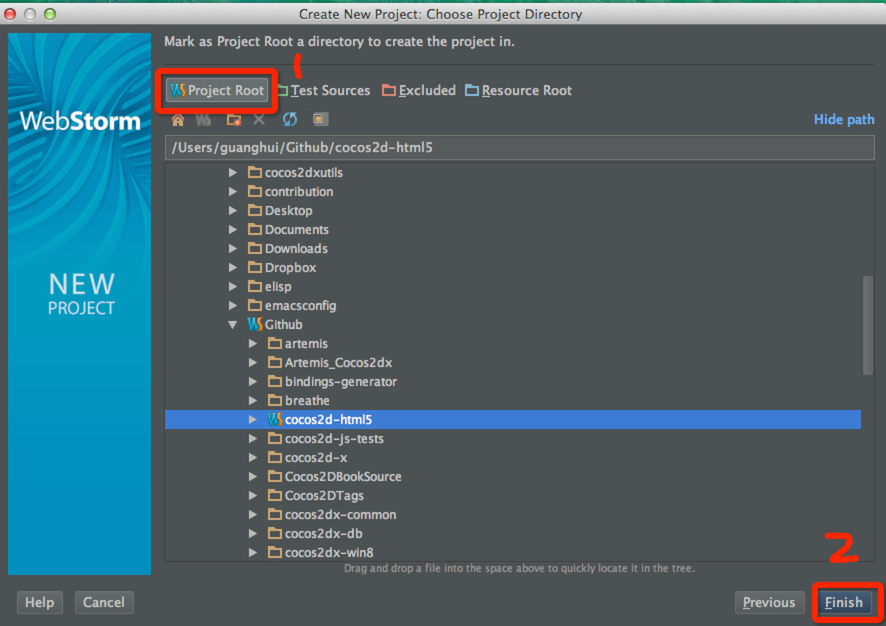 Create New Project: Choose Project Directory
Mark as Project Root a directory to create the project in.
1
WS Project Root Test Sources Excluded Resource Root
WebStorm
Hide path
/Users/guanghui/Github/cocos2d-html5
cocos2dxutils
contribution
Desktop
Documents
Downloads
Dropbox
elisp
emacsconfig
NEW
PROJECT
WS Github
artemis
Artemis_Cocos2dx
bindings-generator
breathe
WS cocos2d-html5
cocos2d-js-tests
cocos2d-x
Cocos2DBookSource
Cocos2DTags
cocos2dx-common
cocos2dx-db
cocos2dx-win8
2
Drag and drop a file into the space above to quickly locate it in the tree.
Help Cancel Previous Finish